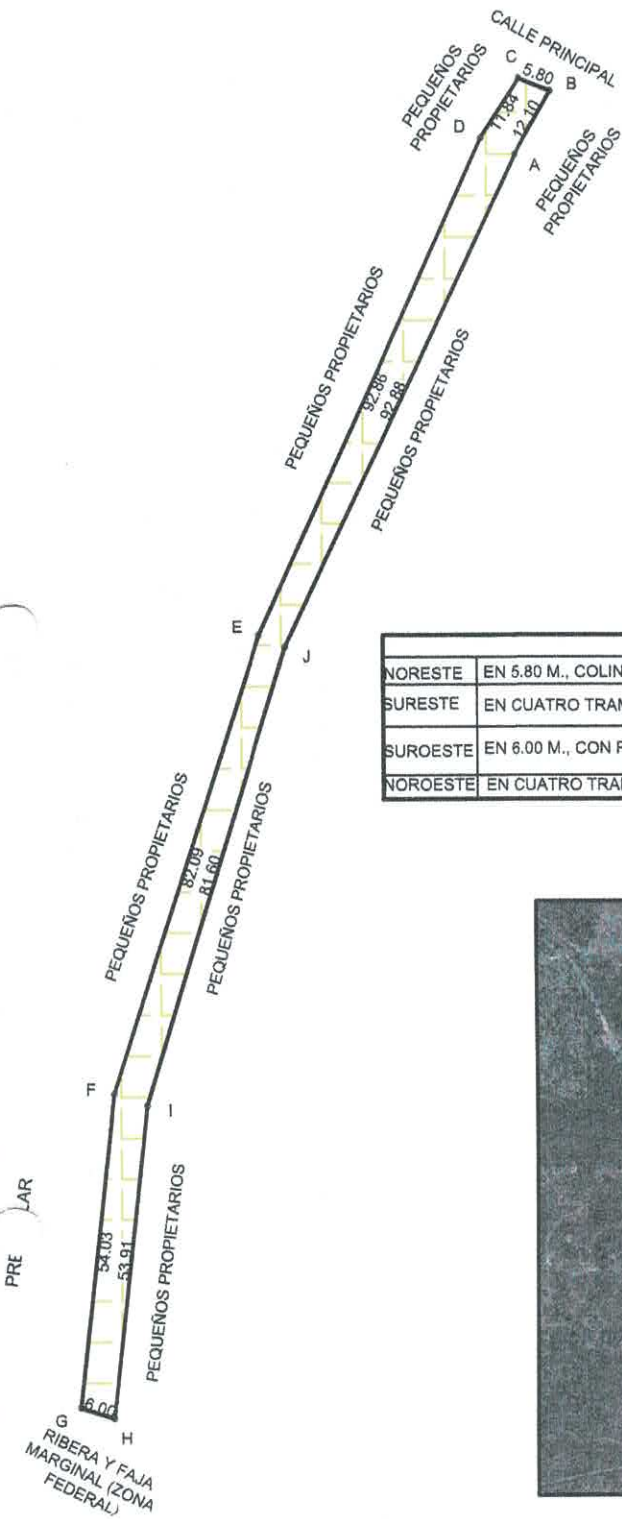 CALLE PRINCIPAL
C
5.80
B
PEQUEÑOS
PROPIETARIOS
11.84
12.10
D
A
PEQUEÑOS
PROPIETARIOS
PEQUEÑOS PROPIETARIOS
92.86
92.88
PEQUEÑOS PROPIETARIOS
E
J
NORESTE EN 5.80 M., COLIN
SURESTE EN CUATRO TRAM
SUROESTE EN 6.00 M., CON
NOROESTE EN CUATRO TRA
PEQUEÑOS PROPIETARIOS
82.09
81.60
PEQUEÑOS PROPIETARIOS
F
I
PRE LAR
54.03
53.91
PEQUEÑOS PROPIETARIOS
G
6.00
H
RIBERA Y FAJA
MARGINAL (ZONA
FEDERAL)